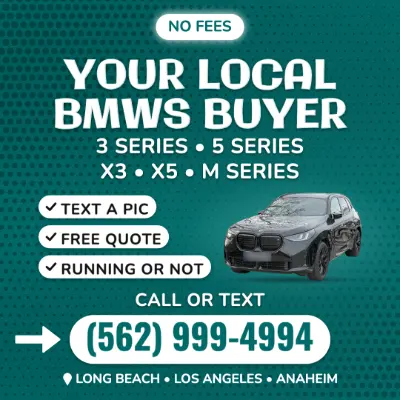 NO FEES
YOUR LOCAL
BMWS BUYER
3 SERIES • 5 SERIES
X3 • X5 • M SERIES
TEXT A PIC
FREE QUOTE
RUNNING OR NOT
CALL OR TEXT
(562) 999-4994
LONG BEACH • LOS ANGELES • ANAHEIM